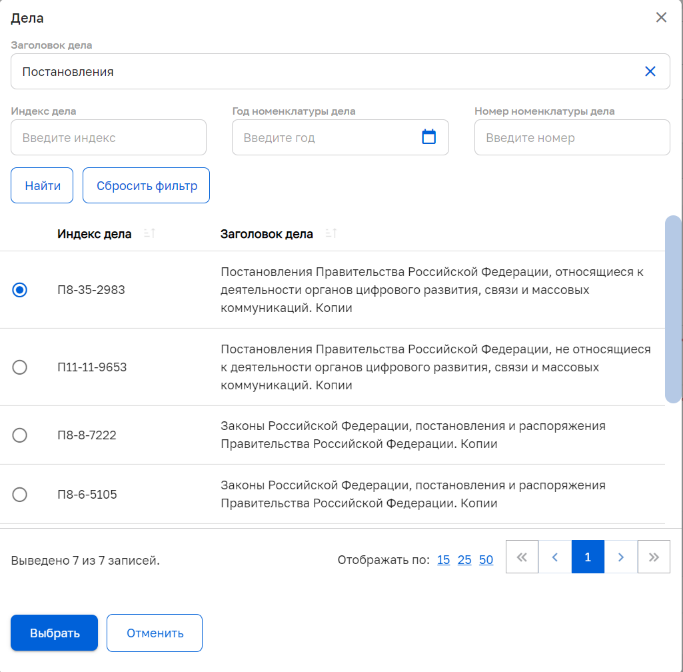 Дела
Заголовок дела
Постановления
Индекс дела
Год номенклатуры дела
Номер номенклатуры дела
Введите индекс
Введите год
Введите номер
Найти
Сбросить фильтр
Индекс дела
Заголовок дела
П8-35-2983
Постановления Правительства Российской Федерации, относящиеся к
деятельности органов цифрового развития, связи и массовых
коммуникаций. Копии
П11-11-9653
Постановления Правительства Российской Федерации, не относящиеся
к деятельности органов цифрового развития, связи и массовых
коммуникаций. Копии
П8-8-7222
Законы Российской Федерации, постановления и распоряжения
Правительства Российской Федерации. Копии
П8-6-5105
Законы Российской Федерации, постановления и распоряжения
Правительства Российской Федерации. Копии
Выведено 7 из 7 записей.
Отображать по: 15 25 50
1
Выбрать
Отменить